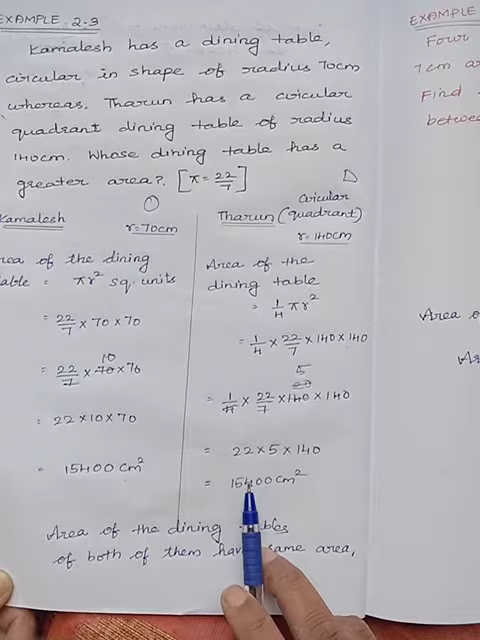 EXAMPLE 2.3
Kamalesh has a dining table,
circular in shape of radius 70cm
whereas, Tharun has a circular
quadrant dining table of radius
140cm. Whose dining table has a
greater area? [π = 22/7]
Kamalesh
r = 70cm
Area of the dining
table = πr² sq. units
= 22/7 × 70 × 70
10
= 22/7 × 70 × 70
= 22 × 10 × 70
= 15400 cm²
circular
Tharun (quadrant)
r = 140cm
Area of the
dining table
= 1/4 πr²
= 1/4 × 22/7 × 140 × 140
5
20
= 1/4 × 22/7 × 140 × 140
= 22 × 5 × 140
= 15400 cm²
Area of the dining
of both of them have same area,
EXAMPLE
Four
7cm
Find
betwee
Area o